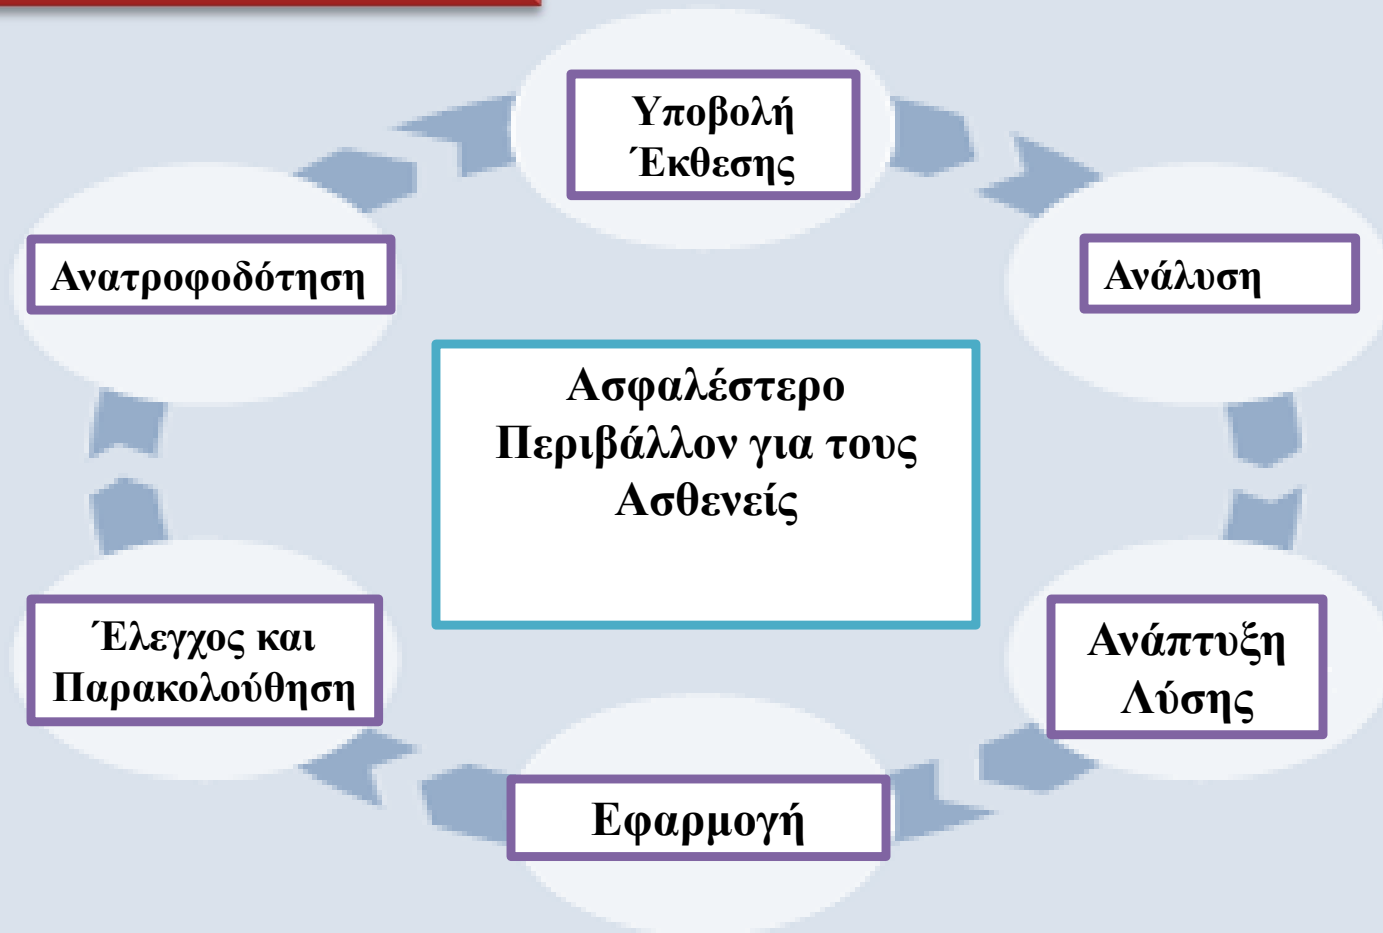 Υποβολή
Έκθεσης
Ανατροφοδότηση
Ανάλυση
Ασφαλέστερο
Περιβάλλον για τους
Ασθενείς
Έλεγχος και
Παρακολούθηση
Ανάπτυξη
Λύσης
Εφαρμογή